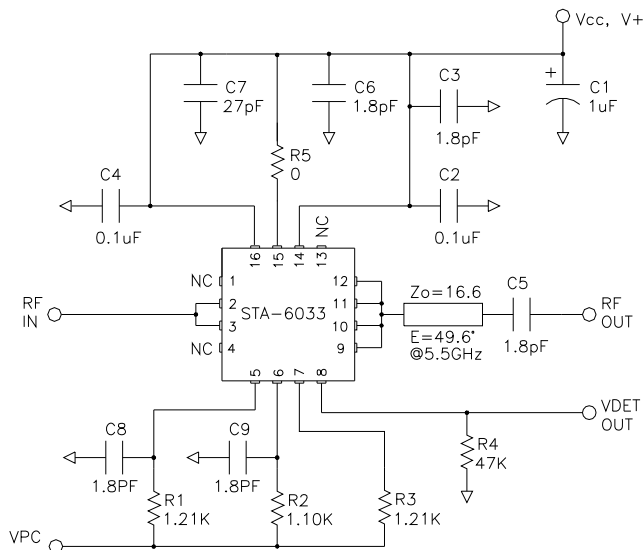 Vcc, V+
C7
27pF
C6
1.8pF
C3
1.8pF
+
C1
1uF
R5
0
C4
0.1uF
C2
0.1uF
16
15
14
13
NC
NC
1
2
3
NC
4
12
11
10
9
STA-6033
RF
IN
Zo=16.6
E=49.6°
@5.5GHz
C5
1.8pF
RF
OUT
5
6
7
8
VDET
OUT
C8
1.8PF
C9
1.8PF
R4
47K
R1
1.21K
R2
1.10K
R3
1.21K
VPC